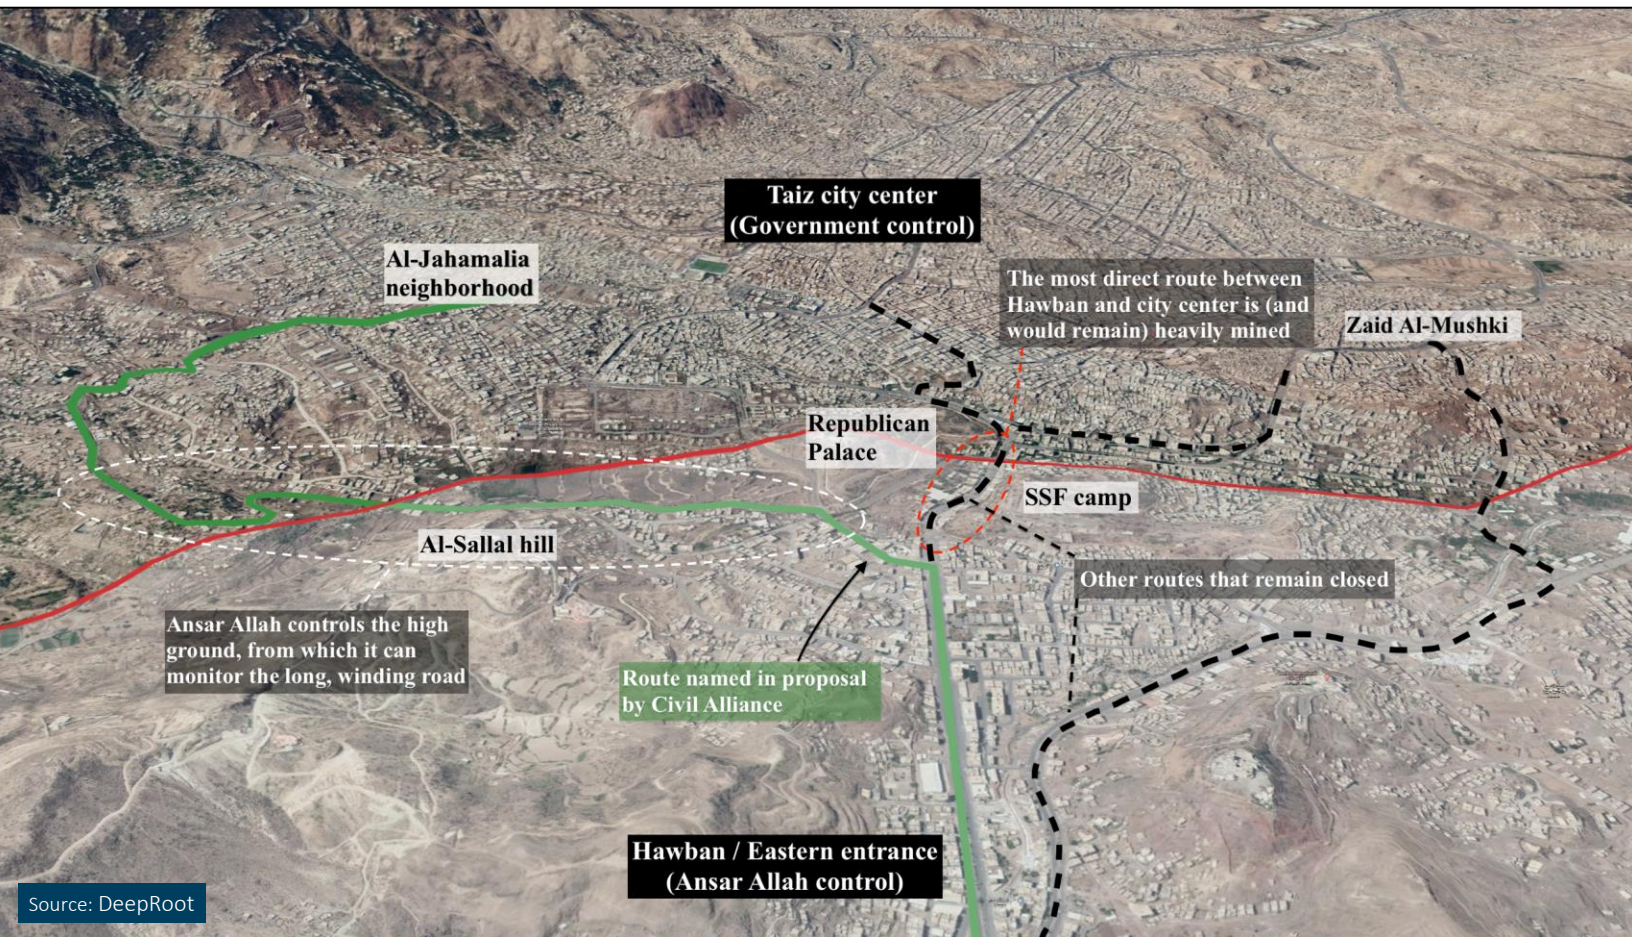 Taiz city center
(Government control)
Al-Jahamalia
neighborhood
The most direct route between
Hawban and city center is (and
would remain) heavily mined
Zaid Al-Mushki
Republican
Palace
SSF camp
Al-Sallal hill
Other routes that remain closed
Ansar Allah controls the high
ground, from which it can
monitor the long, winding road
Route named in proposal
by Civil Alliance
Hawban / Eastern entrance
(Ansar Allah control)
Source: DeepRoot